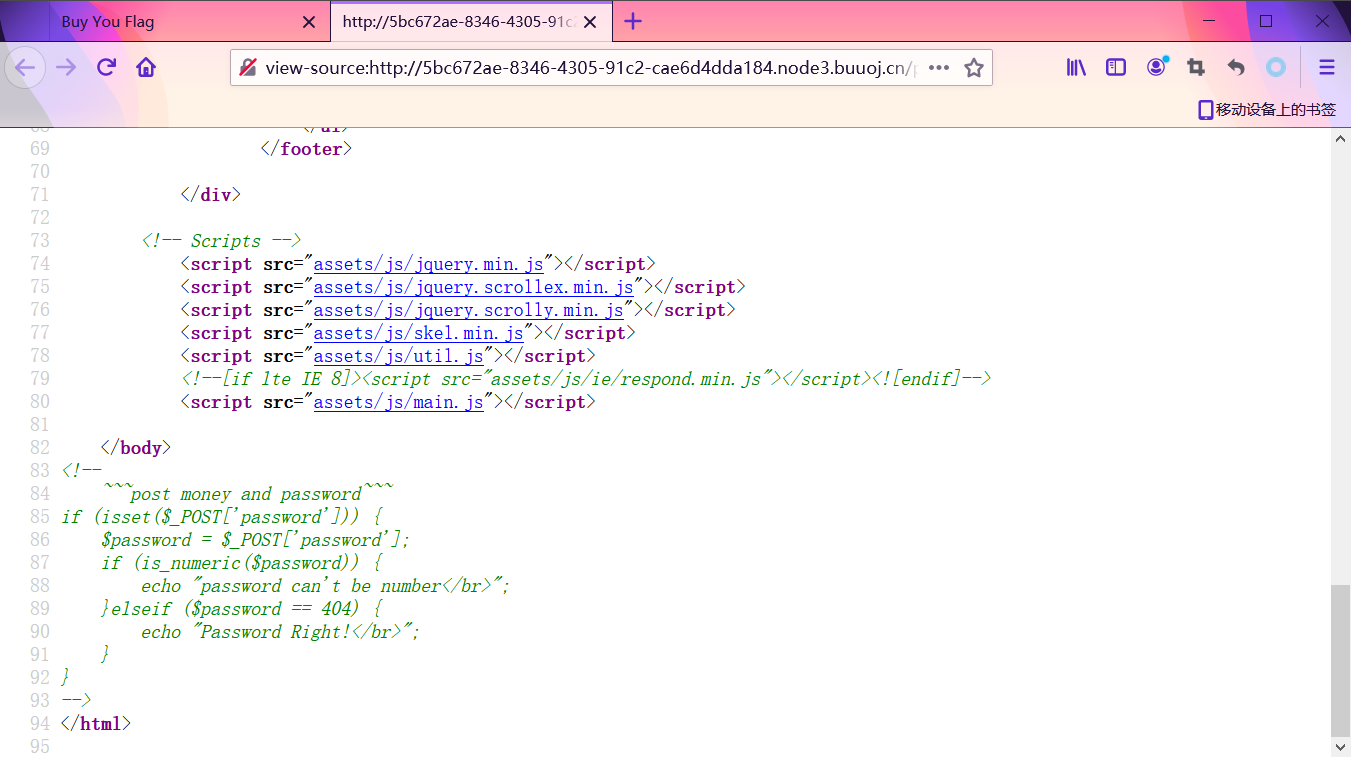 Buy You Flag
http://5bc672ae-8346-4305-91c2
view-source:http://5bc672ae-8346-4305-91c2-cae6d4dda184.node3.buuoj.cn/
移动设备上的书签
68 </ul>
69 </footer>
70
71 </div>
72
73 <!-- Scripts -->
74 <script src="assets/js/jquery.min.js"></script>
75 <script src="assets/js/jquery.scrollex.min.js"></script>
76 <script src="assets/js/jquery.scrolly.min.js"></script>
77 <script src="assets/js/skel.min.js"></script>
78 <script src="assets/js/util.js"></script>
79 <!--[if lte IE 8]><script src="assets/js/ie/respond.min.js"></script><![endif]-->
80 <script src="assets/js/main.js"></script>
81
82 </body>
83 <!--
84 ~~~post money and password~~~
85 if (isset($_POST['password'])) {
86 $password = $_POST['password'];
87 if (is_numeric($password)) {
88 echo "password can't be number</br>";
89 }elseif ($password == 404) {
90 echo "Password Right!</br>";
91 }
92 }
93 -->
94 </html>
95